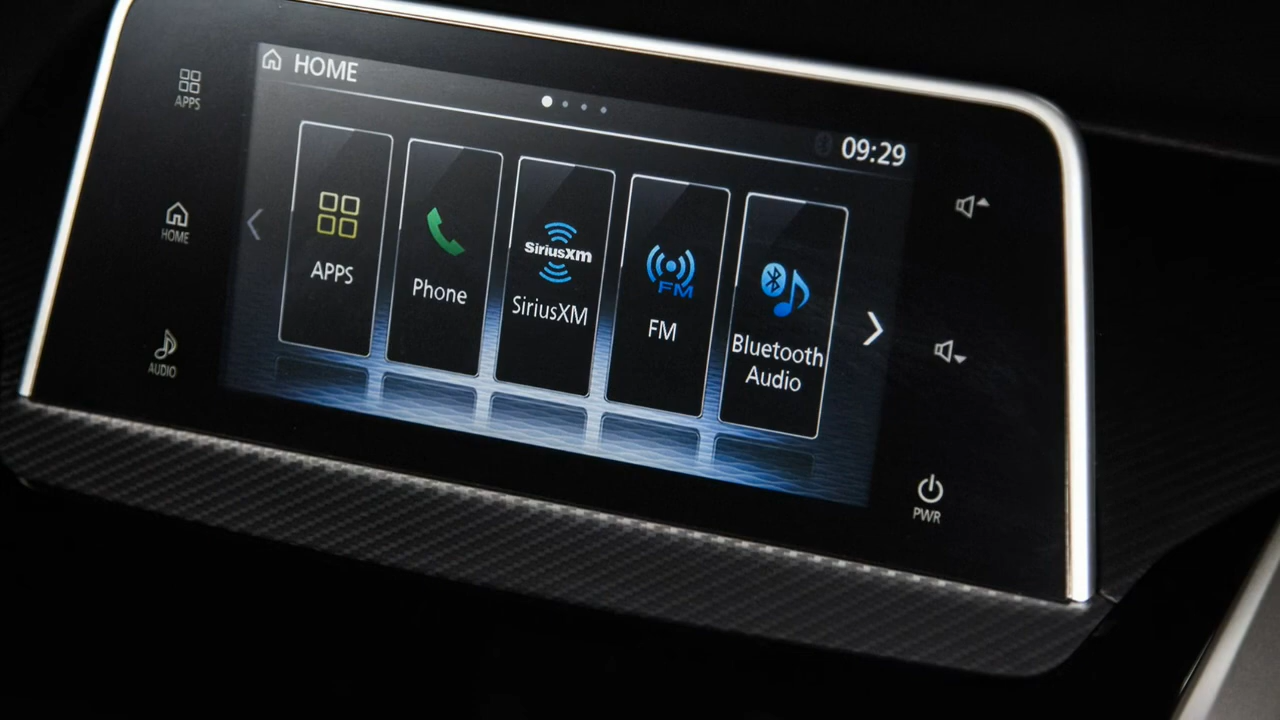 HOME
APPS
09:29
HOME
AUDIO
APPS
Phone
SiriusXM
SiriusXM
FM
FM
Bluetooth
Audio
PWR